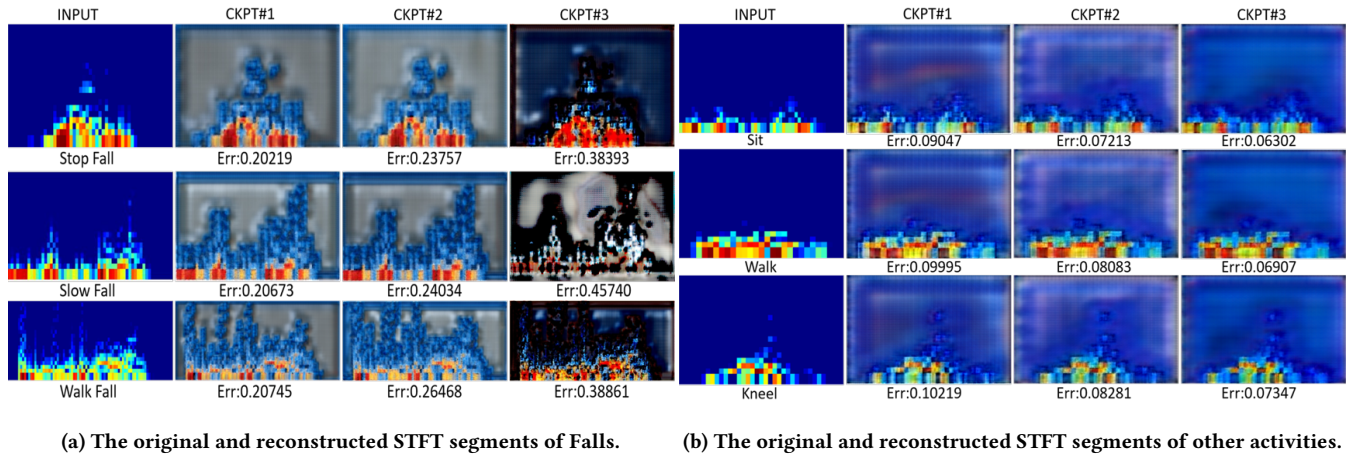 INPUT CKPT#1 CKPT#2 CKPT#3
Stop Fall Err:0.20219 Err:0.23757 Err:0.38393
Slow Fall Err:0.20673 Err:0.24034 Err:0.45740
Walk Fall Err:0.20745 Err:0.26468 Err:0.38861
(a) The original and reconstructed STFT segments of Falls.
INPUT CKPT#1 CKPT#2 CKPT#3
Sit Err:0.09047 Err:0.07213 Err:0.06302
Walk Err:0.09995 Err:0.08083 Err:0.06907
Kneel Err:0.10219 Err:0.08281 Err:0.07347
(b) The original and reconstructed STFT segments of other activities.